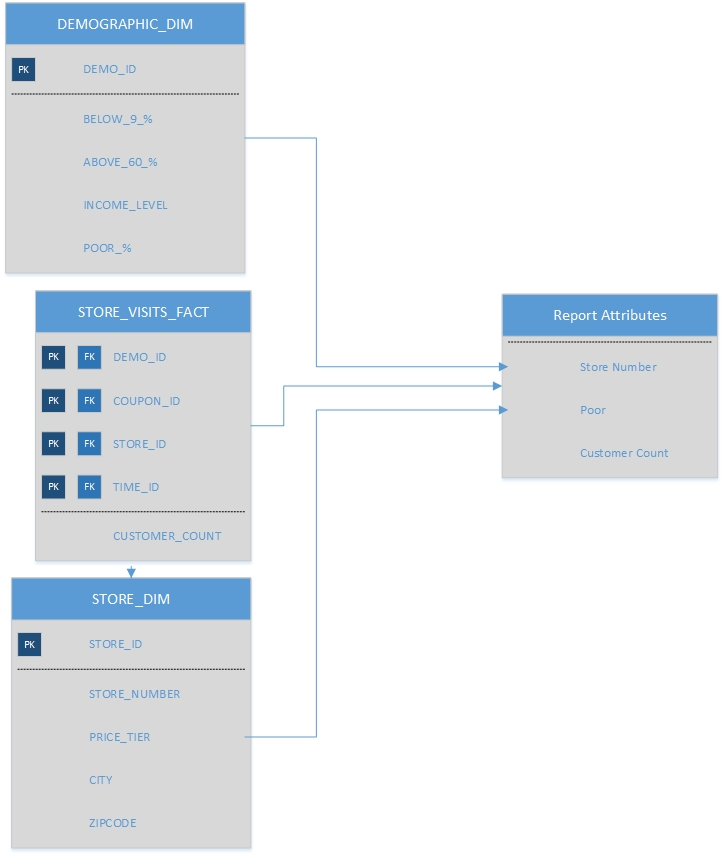 DEMOGRAPHIC_DIM
PK DEMO_ID
BELOW_9_%
ABOVE_60_%
INCOME_LEVEL
POOR_%
STORE_VISITS_FACT
PK FK DEMO_ID
PK FK COUPON_ID
PK FK STORE_ID
PK FK TIME_ID
CUSTOMER_COUNT
STORE_DIM
PK STORE_ID
STORE_NUMBER
PRICE_TIER
CITY
ZIPCODE
Report Attributes
Store Number
Poor
Customer Count